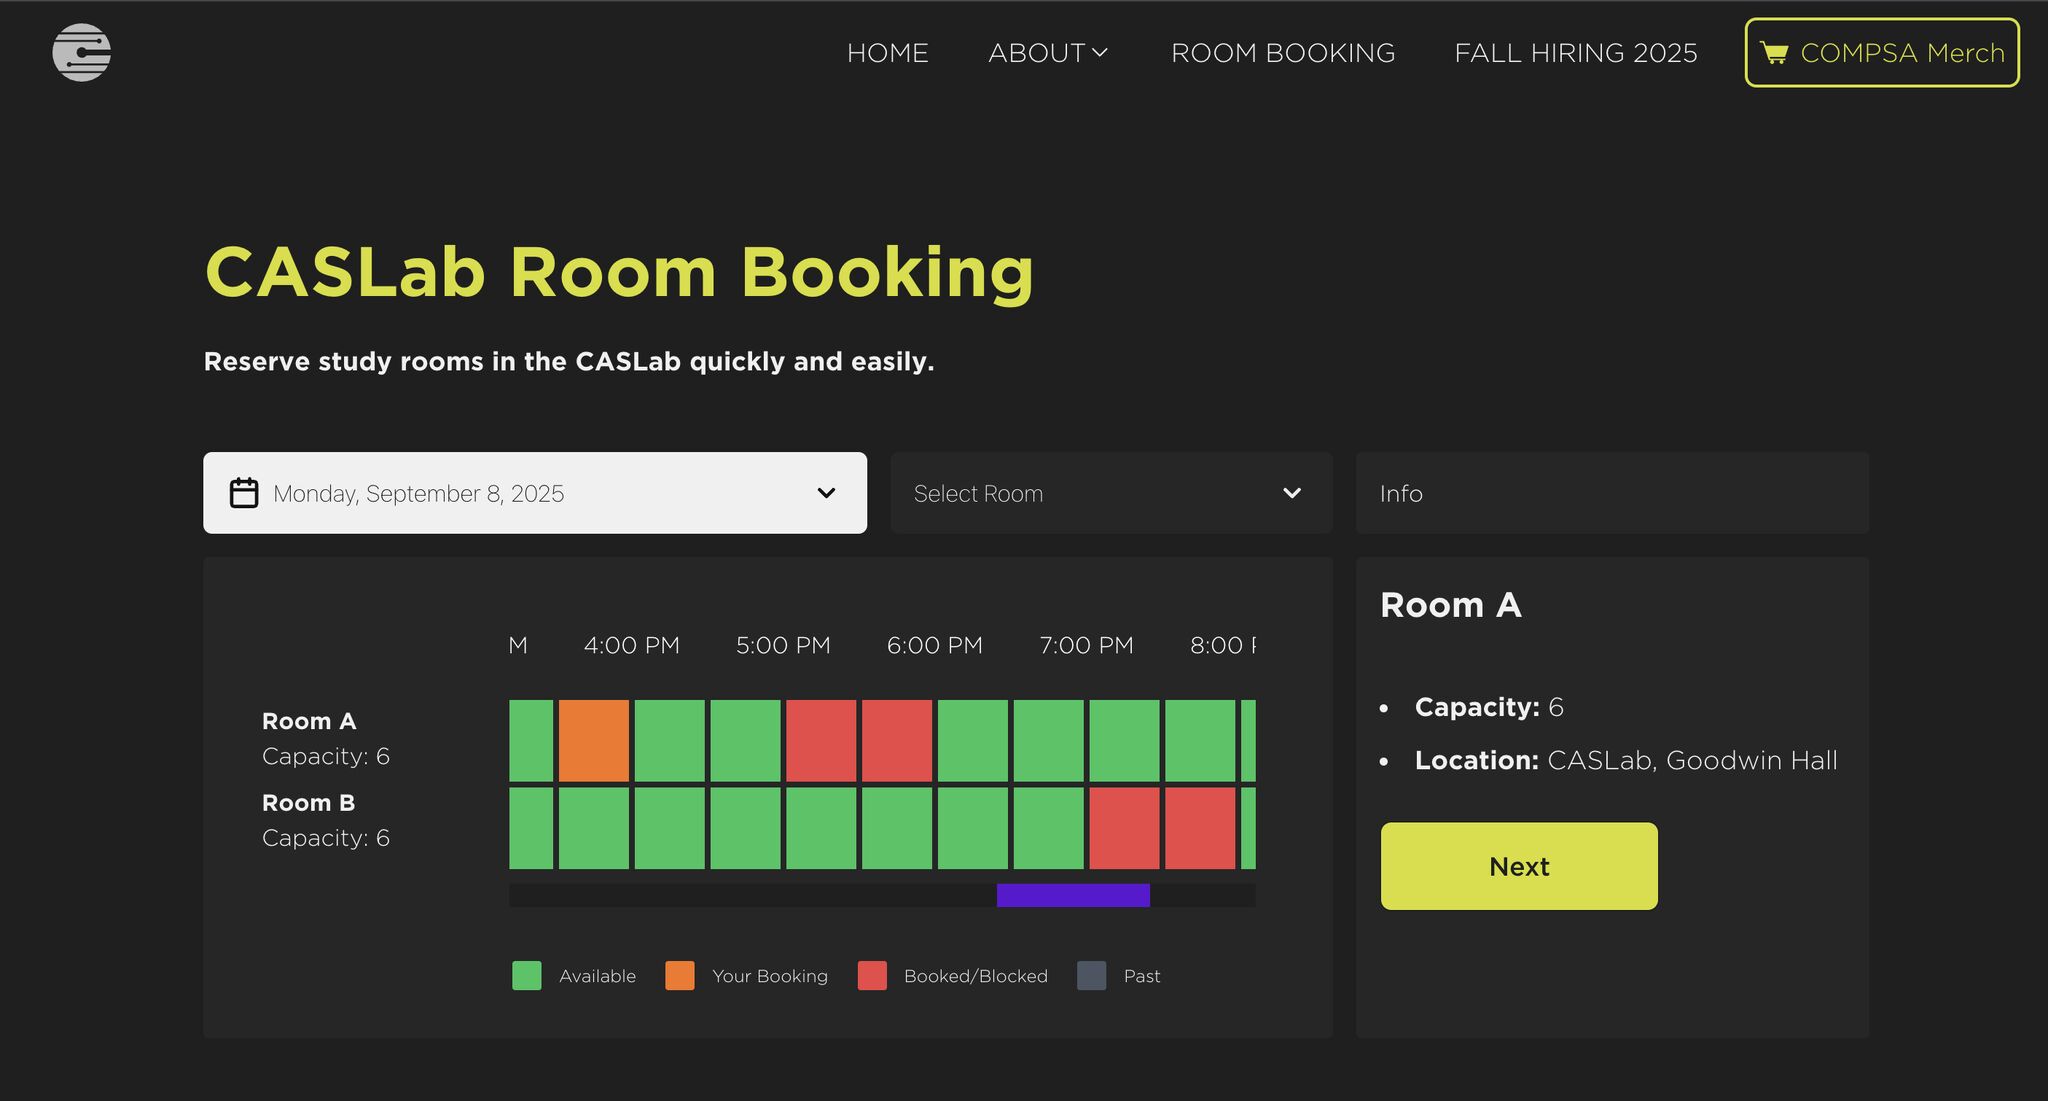 HOME ABOUT ROOM BOOKING FALL HIRING 2025 COMPSA Merch
CASLab Room Booking
Reserve study rooms in the CASLab quickly and easily.
Monday, September 8, 2025 Select Room Info
M 4:00 PM 5:00 PM 6:00 PM 7:00 PM 8:00
Room A
Capacity: 6
Room B
Capacity: 6
Available Your Booking Booked/Blocked Past
Room A
• Capacity: 6
• Location: CASLab, Goodwin Hall
Next